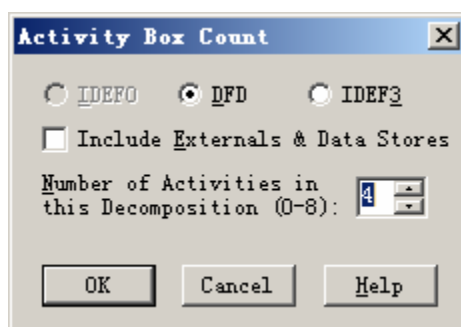 Activity Box Count
IDEF0 DFD IDEF3
Include Externals & Data Stores
Number of Activities in
this Decomposition (0-8): 4
OK Cancel Help